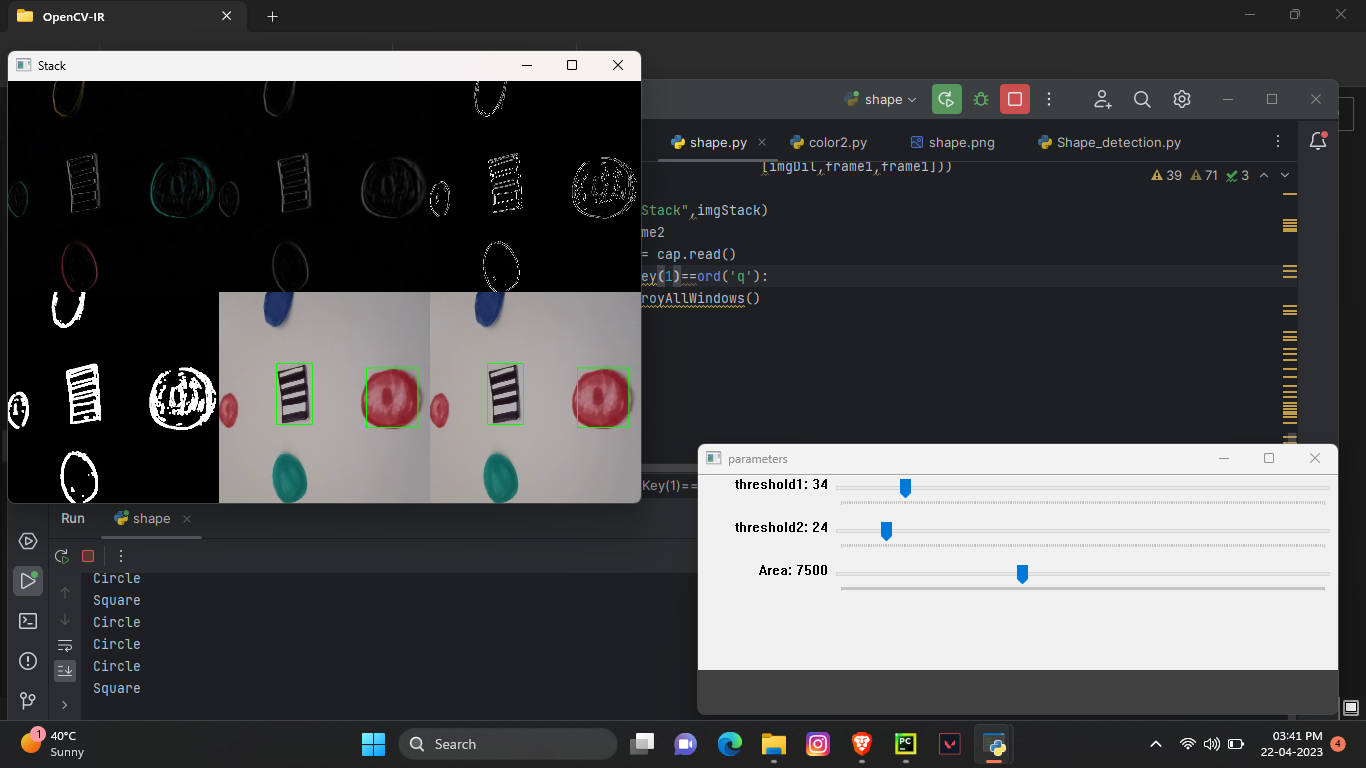 OpenCV-IR
Stack
shape
shape.py
color2.py
shape.png
Shape_detection.py
[imgDil,frame1,frame1]))
39 71 3
Stack",imgStack)
me2
= cap.read()
ey(1)==ord('q'):
royAllWindows()
Key(1)==
parameters
threshold1: 34
threshold2: 24
Area: 7500
Run
shape
Circle
Square
Circle
Circle
Circle
Square
1
40°C
Sunny
Search
PC
03:41 PM
22-04-2023
4